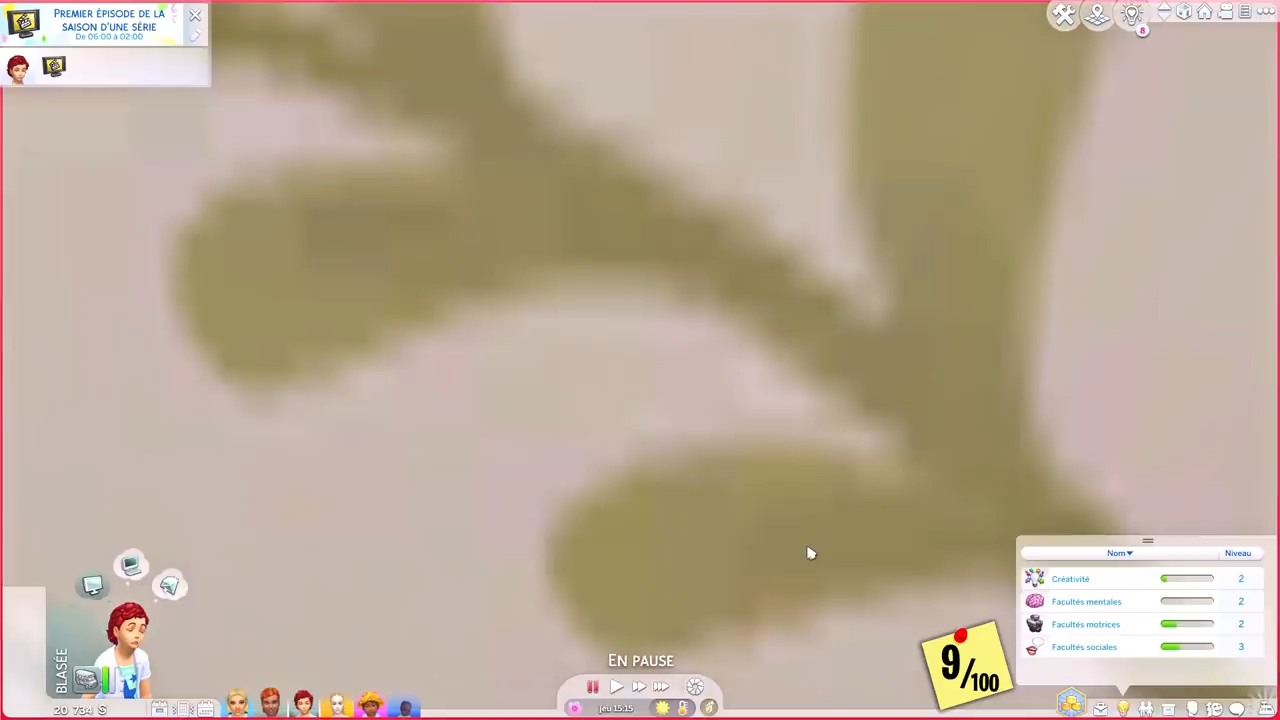 PREMIER ÉPISODE DE LA
SAISON D'UNE SÉRIE
De 06:00 à 02:00
8
Nom
Niveau
Créativité
2
Facultés mentales
2
Facultés motrices
2
Facultés sociales
3
BLASÉE
EN PAUSE
9/100
20 734 $
jeu 15:15